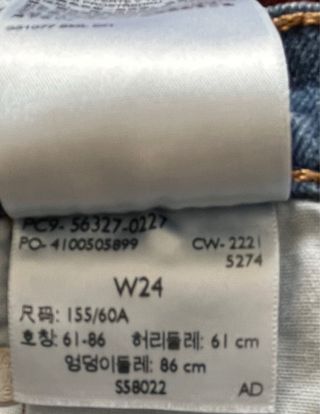 PC9- 56327-0227
PO- 4100505899 CW- 2221
5274
W24
尺码: 155/60A
호칭: 61-86 허리둘레: 61 cm
엉덩이둘레: 86 cm
S58022 AD